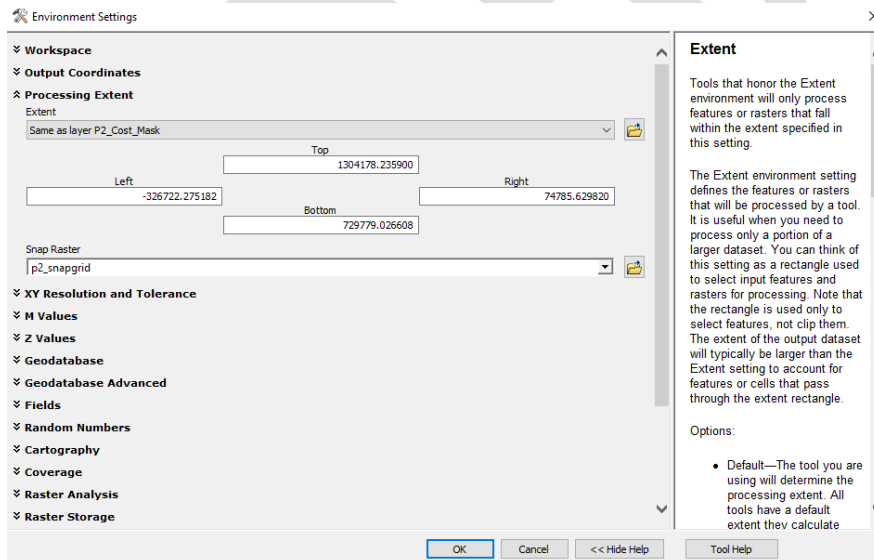 Environment Settings
Workspace
Output Coordinates
Processing Extent
Extent
Same as layer P2_Cost_Mask
Top
1304178.235900
Left
Right
-326722.275182
74785.629820
Bottom
729779.026608
Snap Raster
p2_snapgrid
XY Resolution and Tolerance
M Values
Z Values
Geodatabase
Geodatabase Advanced
Fields
Random Numbers
Cartography
Coverage
Raster Analysis
Raster Storage
OK
Cancel
<< Hide Help
Tool Help
Extent
Tools that honor the Extent
environment will only process
features or rasters that fall
within the extent specified in
this setting.
The Extent environment setting
defines the features or rasters
that will be processed by a tool.
It is useful when you need to
process only a portion of a
larger dataset. You can think of
this setting as a rectangle used
to select input features and
rasters for processing. Note that
the rectangle is used only to
select features, not clip them.
The extent of the output dataset
will typically be larger than the
Extent setting to account for
features or cells that pass
through the extent rectangle.
Options:
• Default—The tool you are
using will determine the
processing extent. All
tools have a default
extent they calculate